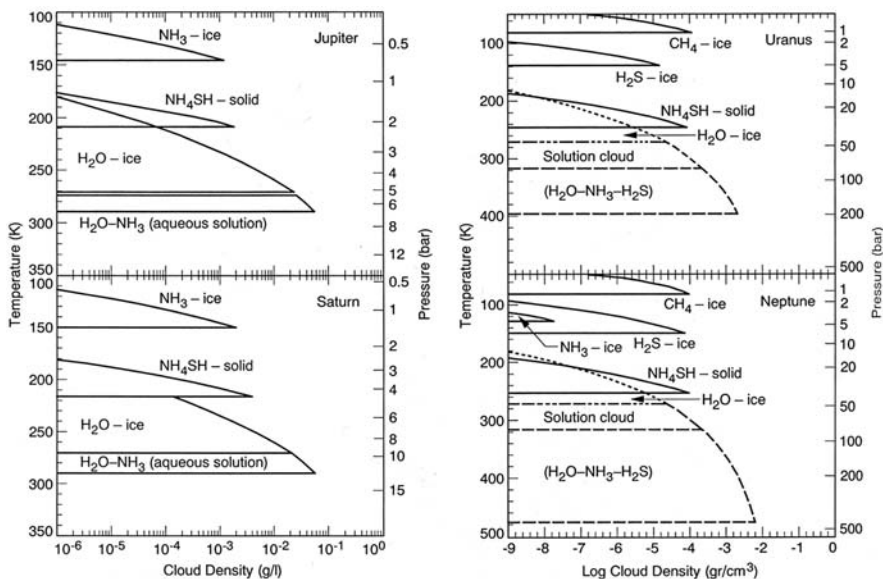 100
150
200
250
300
350
Temperature (K)
NH3–ice
Jupiter
NH4SH–solid
H2O–ice
H2O–NH3 (aqueous solution)
0.5
1
2
3
4
5
6
8
12
Pressure (bar)
100
150
200
250
300
350
Temperature (K)
Saturn
NH3–ice
NH4SH–solid
H2O–ice
H2O–NH3 (aqueous solution)
0.5
1
2
3
4
6
8
10
15
Pressure (bar)
10-6 10-5 10-4 10-3 10-2 10-1 100
Cloud Density (g/l)
100
200
300
400
Temperature (K)
CH4–ice
Uranus
H2S–ice
NH4SH–solid
H2O–ice
Solution cloud
(H2O–NH3–H2S)
1
2
5
10
20
50
100
200
500
Pressure (bar)
100
200
300
400
500
Temperature (K)
Neptune
CH4–ice
NH3–ice
H2S–ice
NH4SH–solid
H2O–ice
Solution cloud
(H2O–NH3–H2S)
1
2
5
10
20
50
100
200
500
Pressure (bar)
-9 -8 -7 -6 -5 -4 -3 -2 -1 0
Log Cloud Density (gr/cm3)